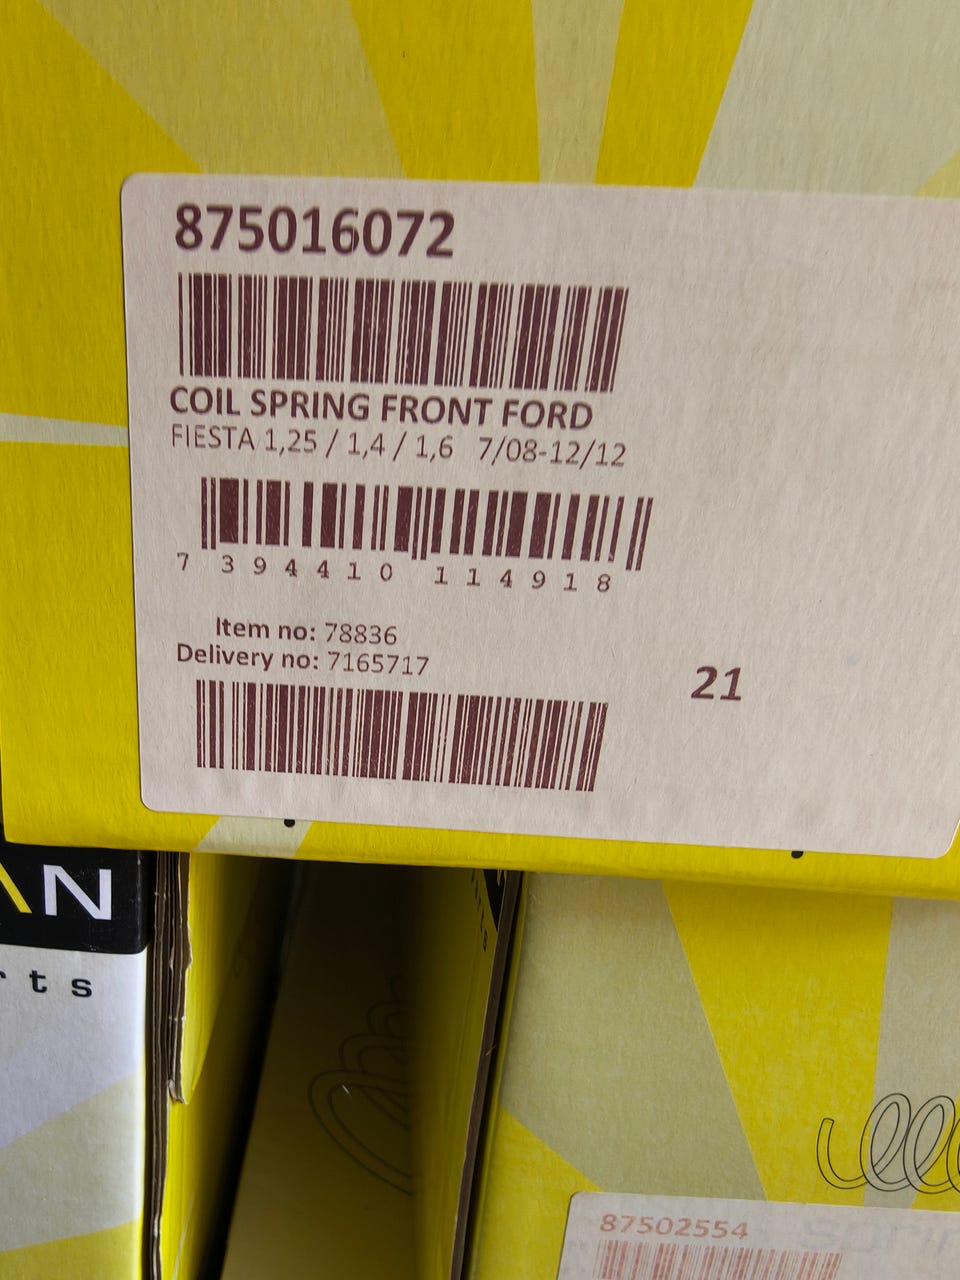 875016072
COIL SPRING FRONT FORD
FIESTA 1,25 / 1,4 / 1,6 7/08-12/12
7 394410 114918
Item no: 78836
Delivery no: 7165717
21
N
rts
87502554